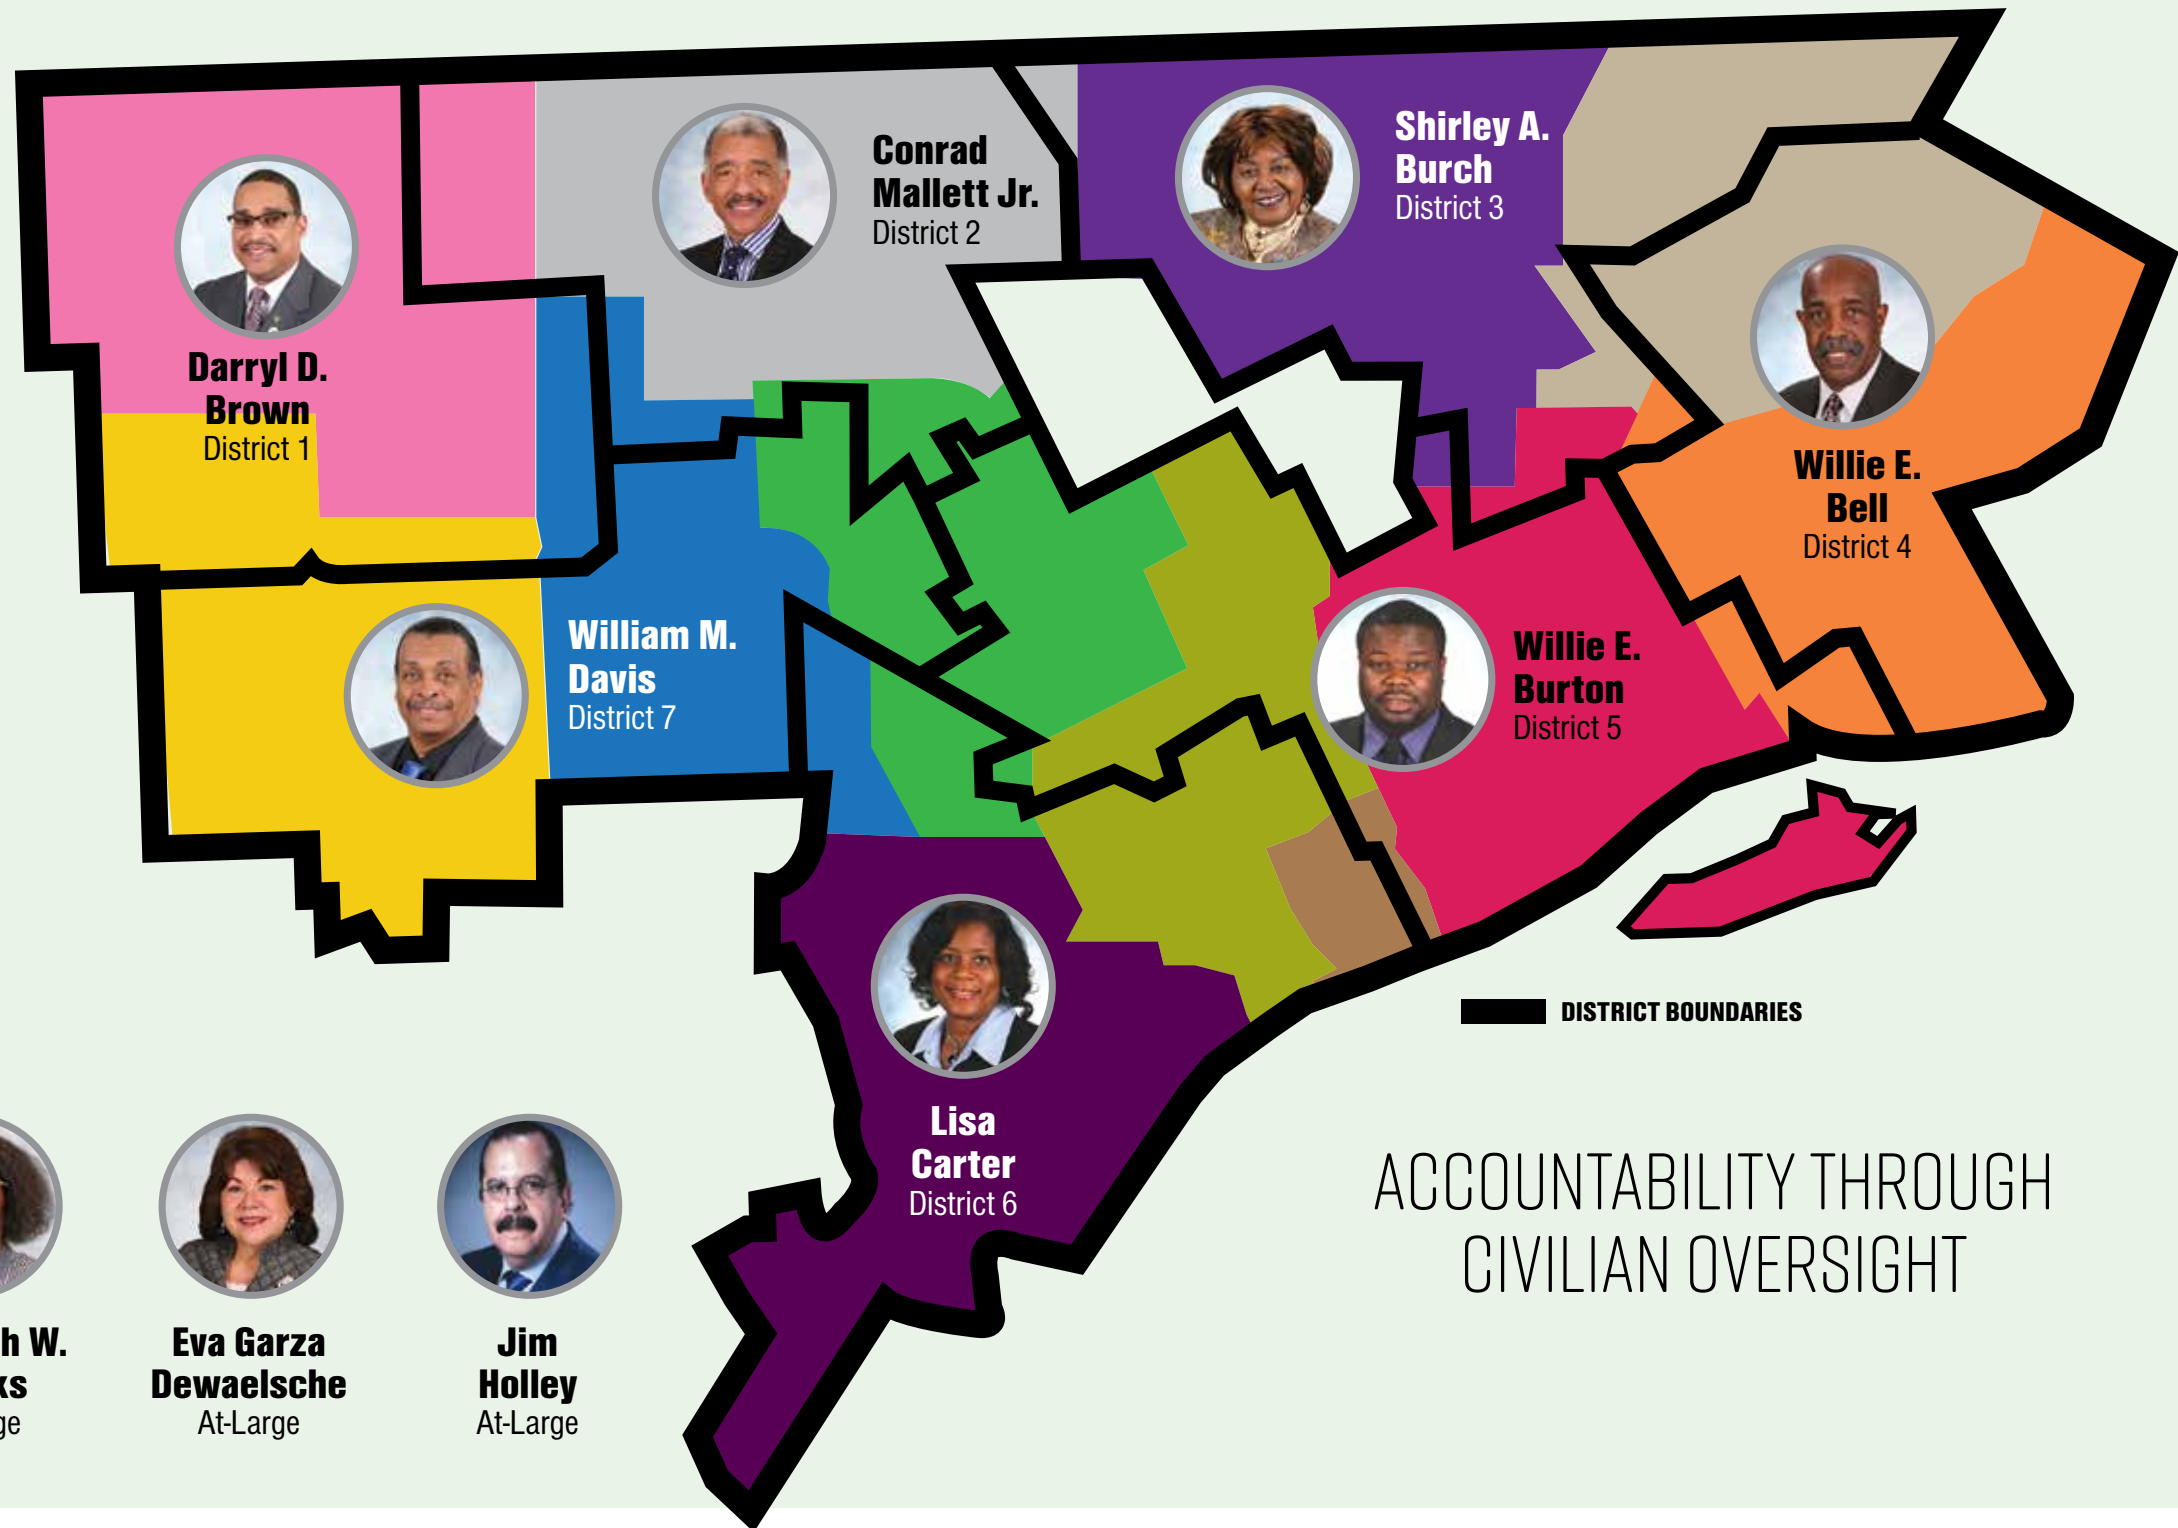 Conrad
Mallett Jr.
District 2
Shirley A.
Burch
District 3
Darryl D.
Brown
District 1
Willie E.
Bell
District 4
William M.
Davis
District 7
Willie E.
Burton
District 5
DISTRICT BOUNDARIES
Lisa
Carter
District 6
ACCOUNTABILITY THROUGH
CIVILIAN OVERSIGHT
h W.
ks
ge
Eva Garza
Dewaelsche
At-Large
Jim
Holley
At-Large